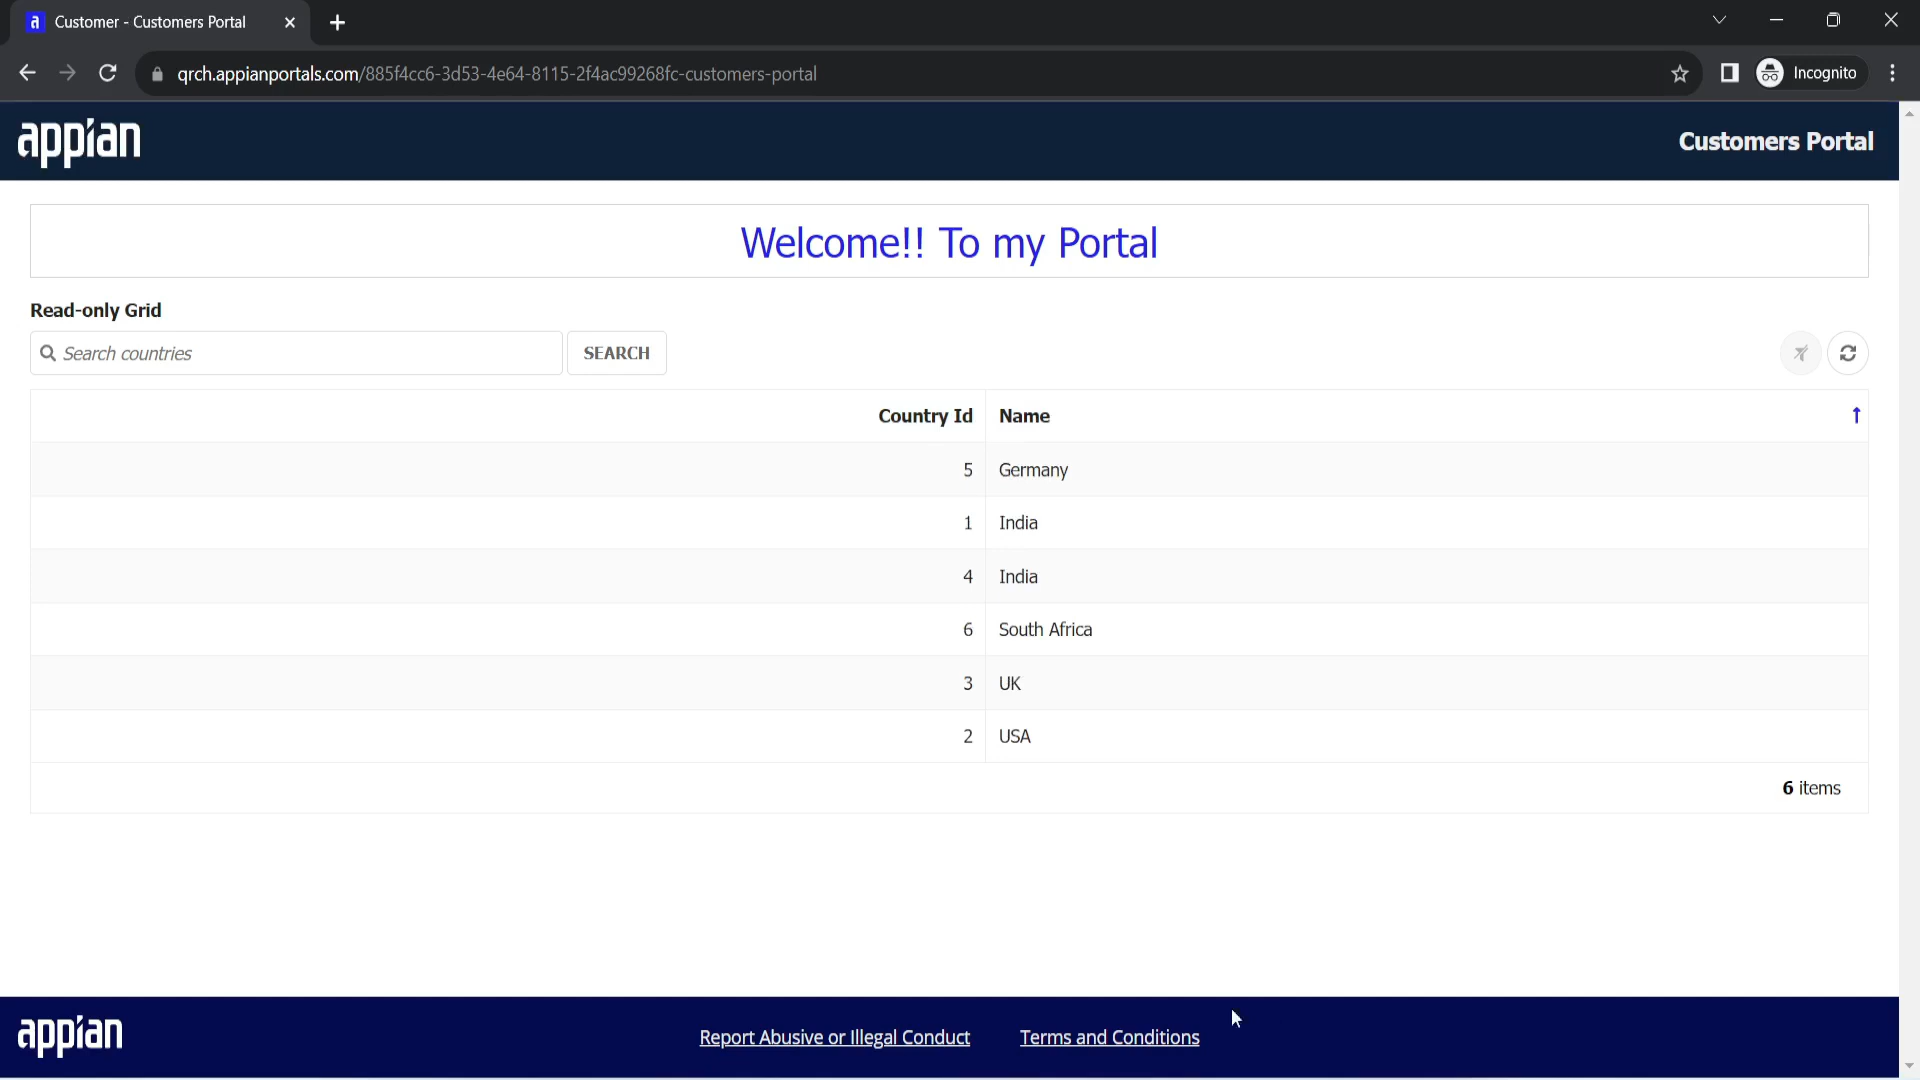 Customer - Customers Portal
qrch.appianportals.com/885f4cc6-3d53-4e64-8115-2f4ac99268fc-customers-portal
Incognito
appian
Customers Portal
Welcome!! To my Portal
Read-only Grid
Search countries
SEARCH
Country Id Name
5 Germany
1 India
4 India
6 South Africa
3 UK
2 USA
6 items
appian
Report Abusive or Illegal Conduct
Terms and Conditions